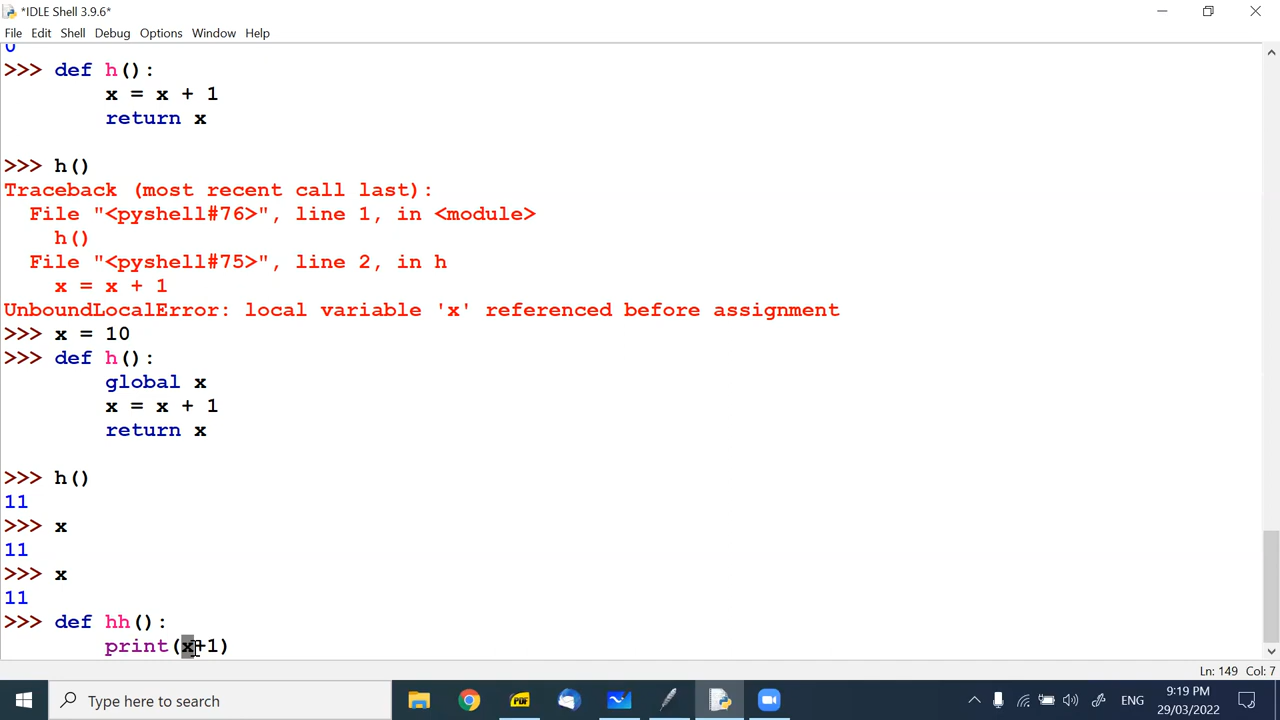 *IDLE Shell 3.9.6*
File Edit Shell Debug Options Window Help
0
>>> def h():
        x = x + 1
        return x
>>> h()
Traceback (most recent call last):
  File "<pyshell#76>", line 1, in <module>
    h()
  File "<pyshell#75>", line 2, in h
    x = x + 1
UnboundLocalError: local variable 'x' referenced before assignment
>>> x = 10
>>> def h():
        global x
        x = x + 1
        return x
>>> h()
11
>>> x
11
>>> x
11
>>> def hh():
        print(x+1)
Ln: 149 Col: 7
Type here to search
PDF
ENG
9:19 PM
29/03/2022